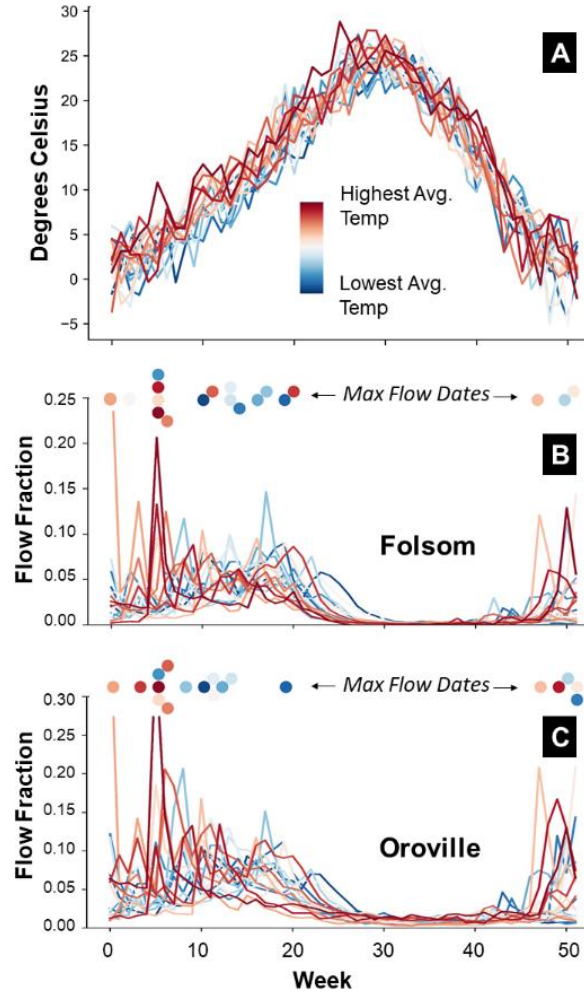 30
25
20
15
10
5
0
−5
Degrees Celsius
A
Highest Avg.
Temp
Lowest Avg.
Temp
Max Flow Dates
B
0.25
0.20
0.15
0.10
0.05
0.00
Flow Fraction
Folsom
Max Flow Dates
C
0.30
0.25
0.20
0.15
0.10
0.05
0.00
Flow Fraction
Oroville
0 10 20 30 40 50
Week